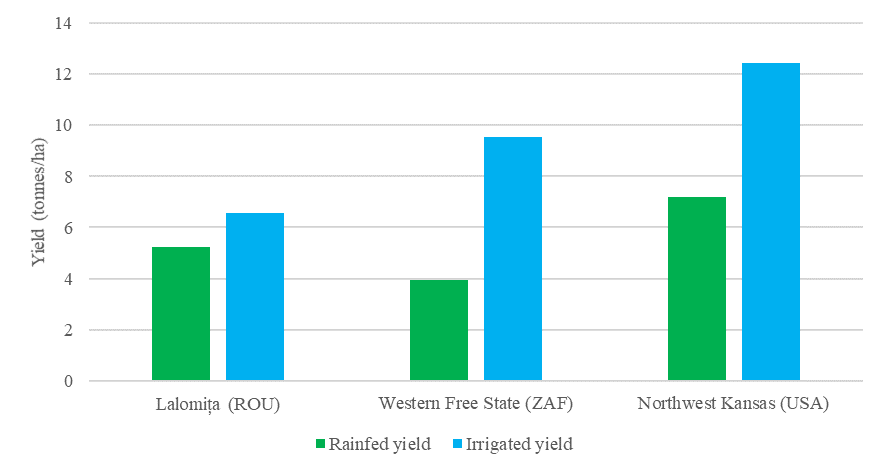 14
12
10
8
6
4
2
0
Yield (tonnes/ha)
Lalomița (ROU)
Western Free State (ZAF)
Northwest Kansas (USA)
Rainfed yield
Irrigated yield